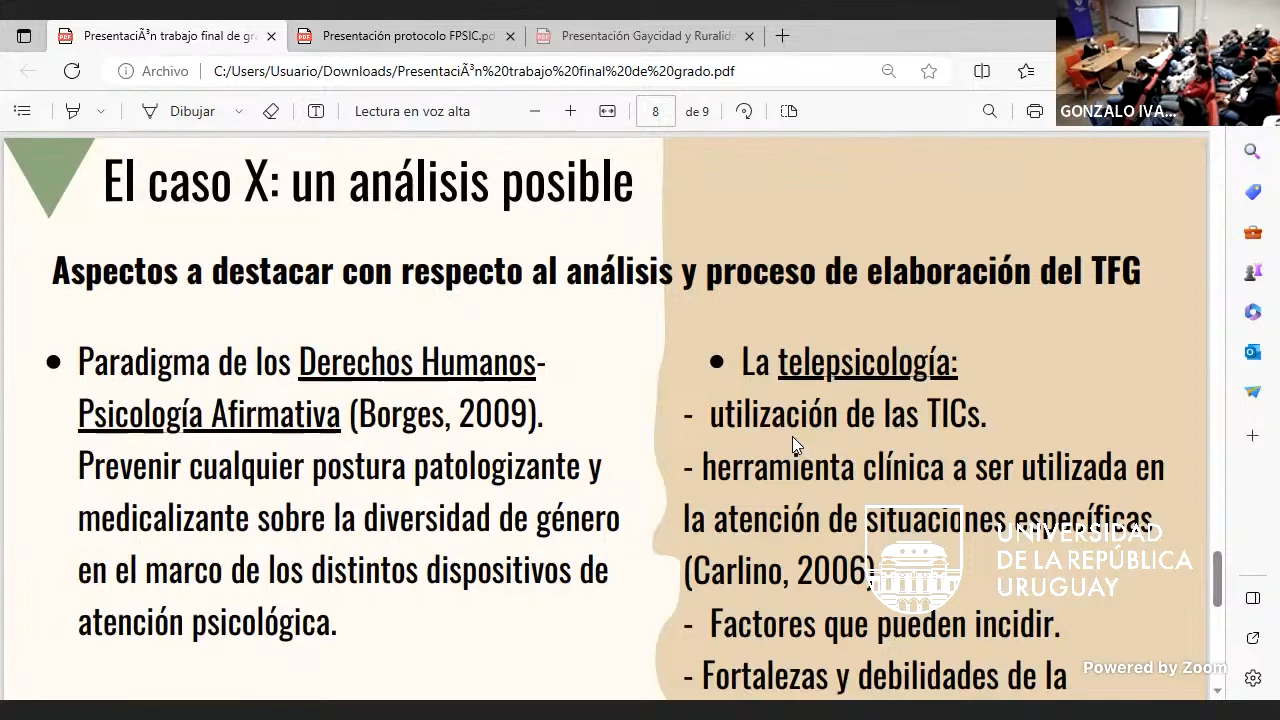 PresentaciÃ³n trabajo final de gra
Presentación protocolo FPSIC.pd
Presentación Gaycidad y Ruralida
Archivo
C:/Users/Usuario/Downloads/PresentaciÃ³n%20trabajo%20final%20de%20grado.pdf
Dibujar
Lectura en voz alt...
8
de 9
GONZALO IVA...
El caso X: un análisis posible
Aspectos a destacar con respecto al análisis y proceso de elaboración del TFG
• Paradigma de los Derechos Humanos-
Psicología Afirmativa (Borges, 2009).
Prevenir cualquier postura patologizante y
medicalizante sobre la diversidad de género
en el marco de los distintos dispositivos de
atención psicológica.
• La telepsicología:
- utilización de las TICs.
- herramienta clínica a ser utilizada en
la atención de situaciones específicas
(Carlino, 2006)
- Factores que pueden incidir.
- Fortalezas y debilidades de la
UNIVERSIDAD
DE LA REPÚBLICA
URUGUAY
Powered by Zoom